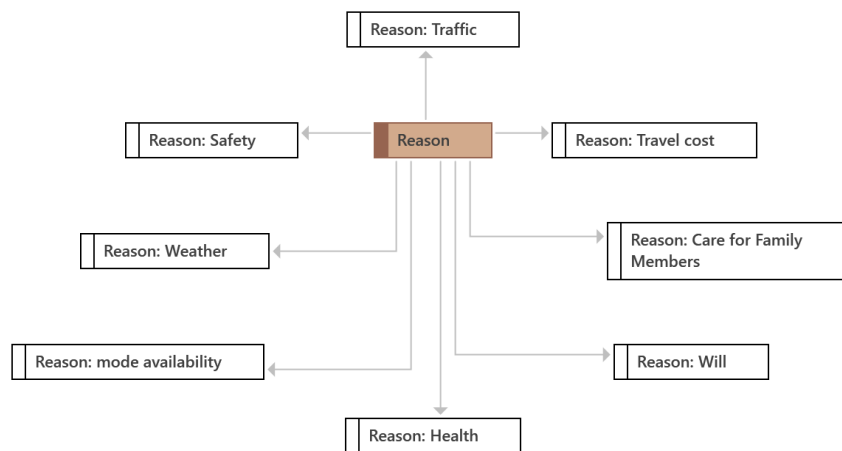 Reason: Traffic
Reason: Safety
Reason
Reason: Travel cost
Reason: Weather
Reason: Care for Family
Members
Reason: mode availability
Reason: Will
Reason: Health